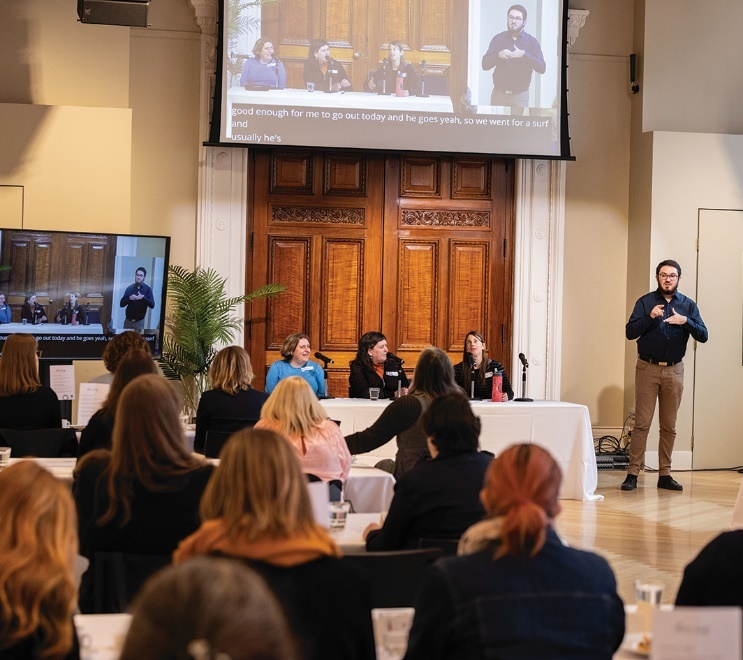 good enough for me to go out today and he goes yeah, so we went for a surf
and
usually he's